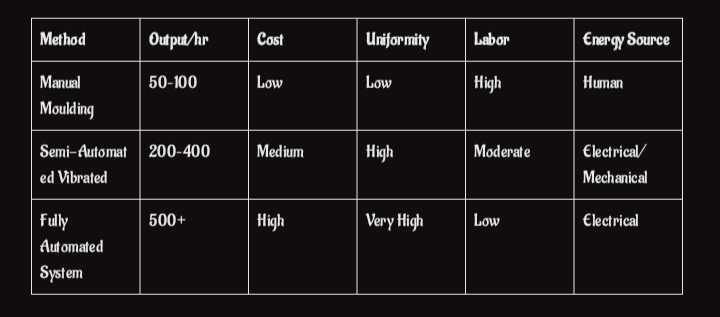 Method Output/hr Cost Uniformity Labor Energy Source
Manual 50-100 Low Low High Human
Moulding
Semi-Automat 200-400 Medium High Moderate Electrical/
ed Vibrated Mechanical
Fully 500+ High Very High Low Electrical
Automated
System